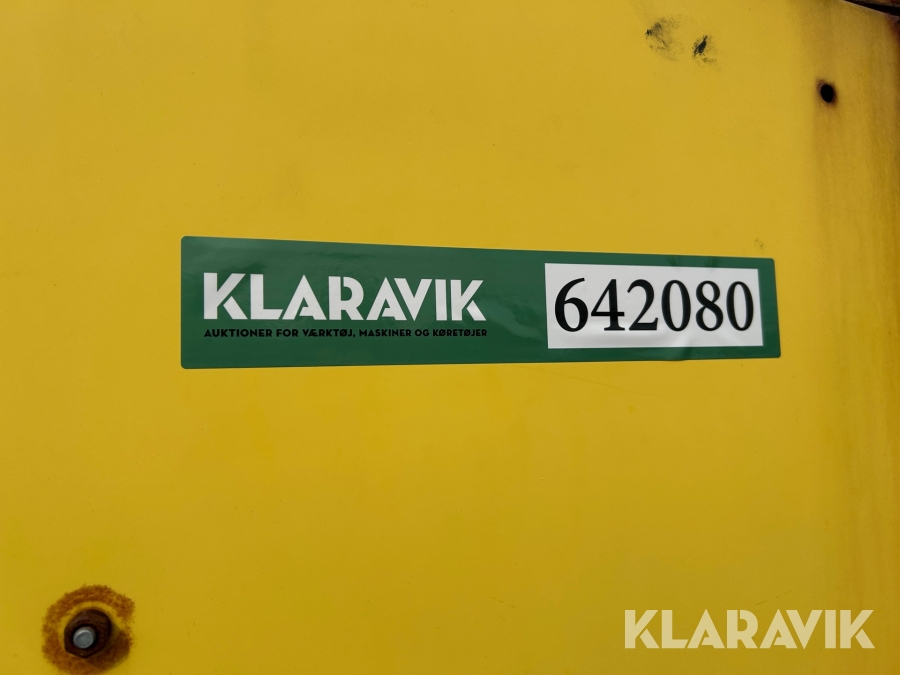 KLARAVIK
AUKTIONER FOR VÆRKTØJ, MASKINER OG KØRETØJER
642080
KLARAVIK